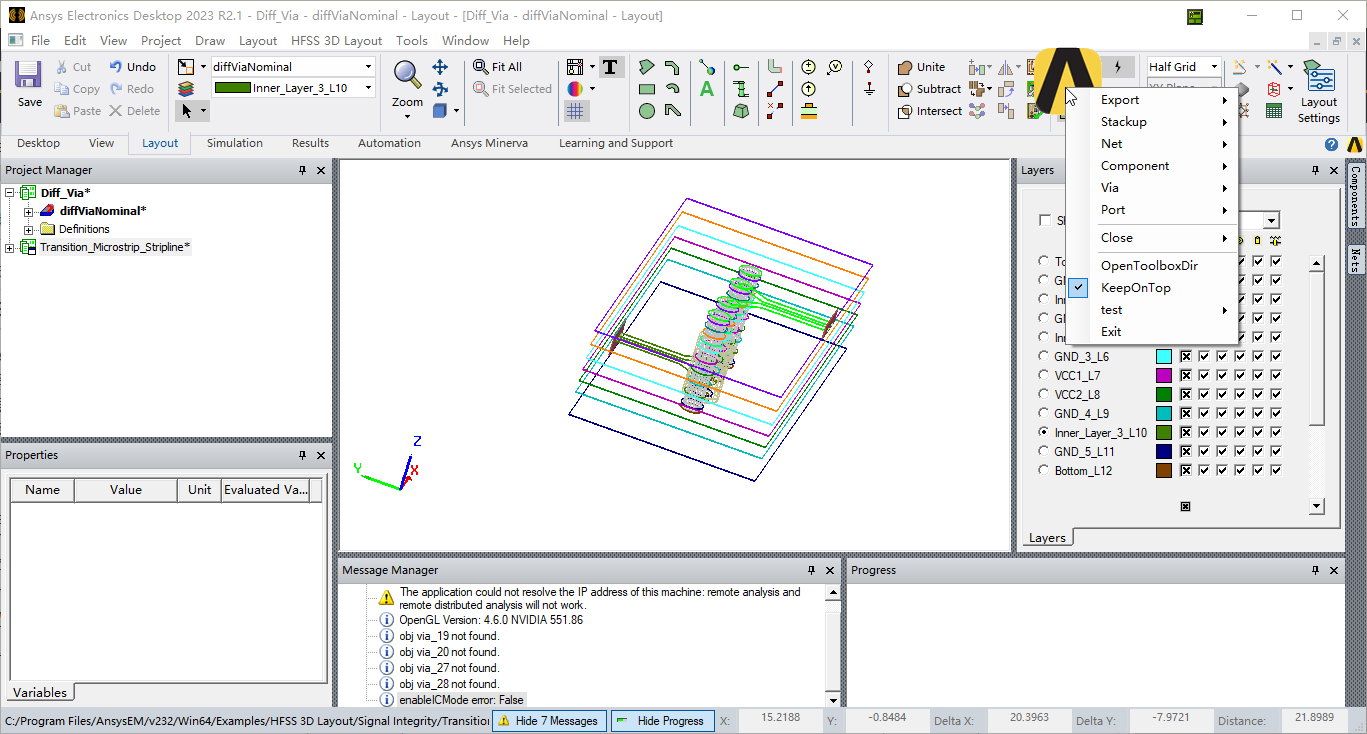 Ansys Electronics Desktop 2023 R2.1 - Diff_Via - diffViaNominal - Layout - [Diff_Via - diffViaNominal - Layout]
File Edit View Project Draw Layout HFSS 3D Layout Tools Window Help
Save
Cut
Copy
Paste
Undo
Redo
Delete
diffViaNominal
Inner_Layer_3_L10
Zoom
Fit All
Fit Selected
T
A
Unite
Subtract
Intersect
Half Grid
XY Plane
Layout
Settings
Desktop View Layout Simulation Results Automation Ansys Minerva Learning and Support
Project Manager
Diff_Via*
diffViaNominal*
Definitions
Transition_Microstrip_Stripline*
Properties
Name Value Unit Evaluated Va...
Variables
Z
Y
X
Layers
Export
Stackup
Net
Component
Via
Port
Close
OpenToolboxDir
KeepOnTop
test
Exit
GND_3_L6
VCC1_L7
VCC2_L8
GND_4_L9
Inner_Layer_3_L10
GND_5_L11
Bottom_L12
Layers
Components
Nets
Message Manager
The application could not resolve the IP address of this machine: remote analysis and
remote distributed analysis will not work.
OpenGL Version: 4.6.0 NVIDIA 551.86
obj via_19 not found.
obj via_20 not found.
obj via_27 not found.
obj via_28 not found.
enableICMode error: False
Progress
C:/Program Files/AnsysEM/v232/Win64/Examples/HFSS 3D Layout/Signal Integrity/Transition
Hide 7 Messages
Hide Progress
X: 15.2188 Y: -0.8484 Delta X: 20.3963 Delta Y: -7.9721 Distance: 21.8989